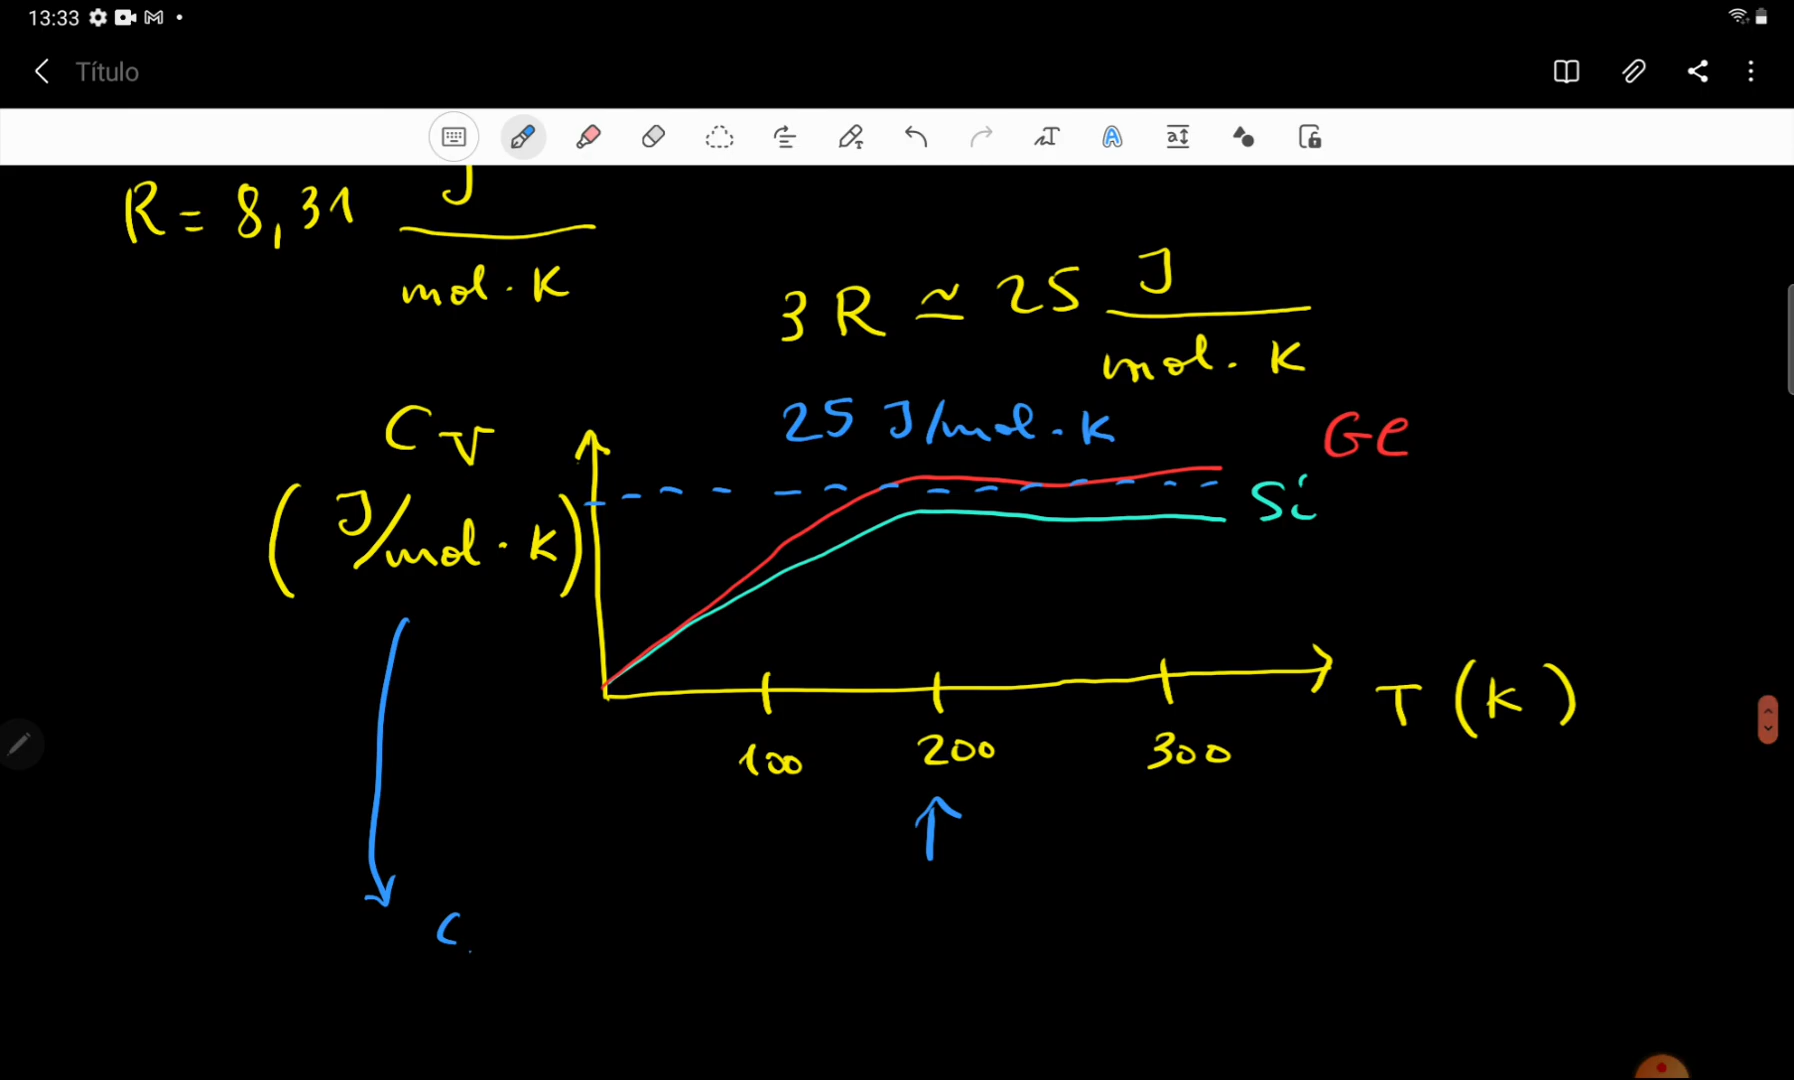 13:33
Título
R = 8,31 J
mol . K
3 R ≃ 25 J
mol . K
25 J/mol . K
Ge
Si
Cv
(J/mol . K)
T (K)
100 200 300
C